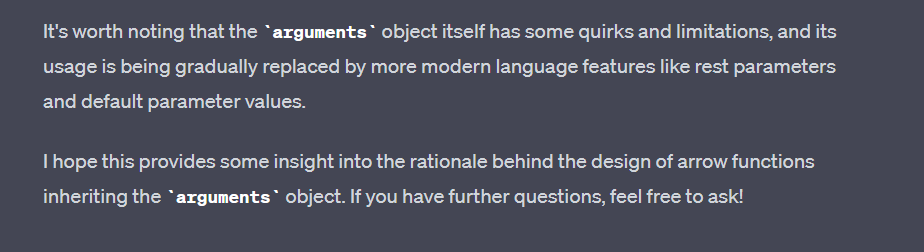 It's worth noting that the `arguments` object itself has some quirks and limitations, and its
usage is being gradually replaced by more modern language features like rest parameters
and default parameter values.
I hope this provides some insight into the rationale behind the design of arrow functions
inheriting the `arguments` object. If you have further questions, feel free to ask!